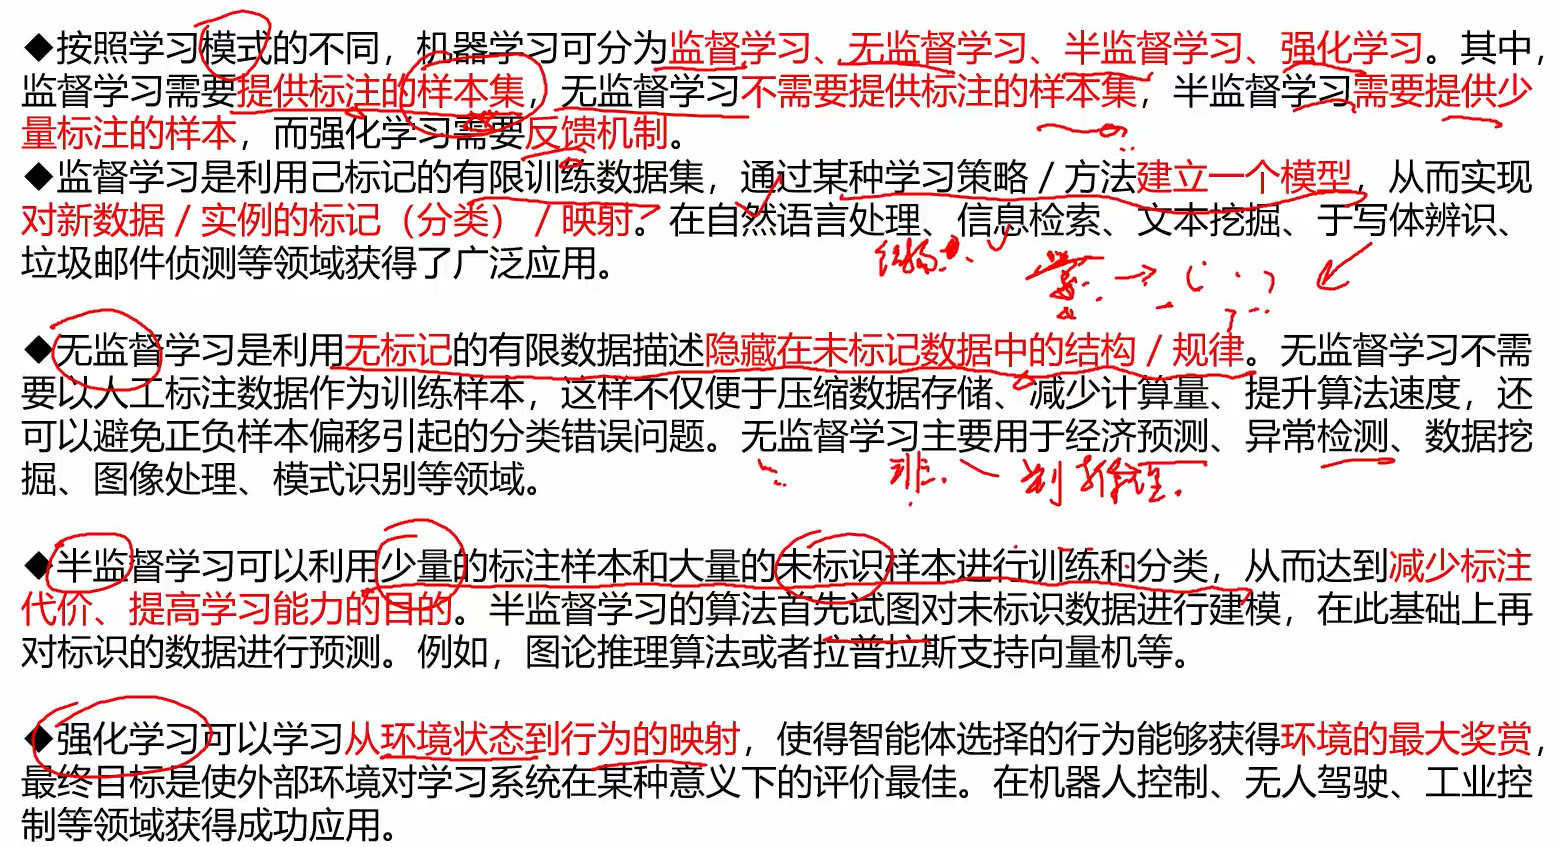 ◆按照学习模式的不同，机器学习可分为监督学习、无监督学习、半监督学习、强化学习。其中，
监督学习需要提供标注的样本集，无监督学习不需要提供标注的样本集，半监督学习需要提供少
量标注的样本，而强化学习需要反馈机制。
◆监督学习是利用己标记的有限训练数据集，通过某种学习策略 / 方法建立一个模型，从而实现
对新数据 / 实例的标记（分类）/ 映射。在自然语言处理、信息检索、文本挖掘、于写体辨识、
垃圾邮件侦测等领域获得了广泛应用。
◆无监督学习是利用无标记的有限数据描述隐藏在未标记数据中的结构 / 规律。无监督学习不需
要以人工标注数据作为训练样本，这样不仅便于压缩数据存储、减少计算量、提升算法速度，还
可以避免正负样本偏移引起的分类错误问题。无监督学习主要用于经济预测、异常检测、数据挖
掘、图像处理、模式识别等领域。
◆半监督学习可以利用少量的标注样本和大量的未标识样本进行训练和分类，从而达到减少标注
代价、提高学习能力的目的。半监督学习的算法首先试图对未标识数据进行建模，在此基础上再
对标识的数据进行预测。例如，图论推理算法或者拉普拉斯支持向量机等。
◆强化学习可以学习从环境状态到行为的映射，使得智能体选择的行为能够获得环境的最大奖赏，
最终目标是使外部环境对学习系统在某种意义下的评价最佳。在机器人控制、无人驾驶、工业控
制等领域获得成功应用。